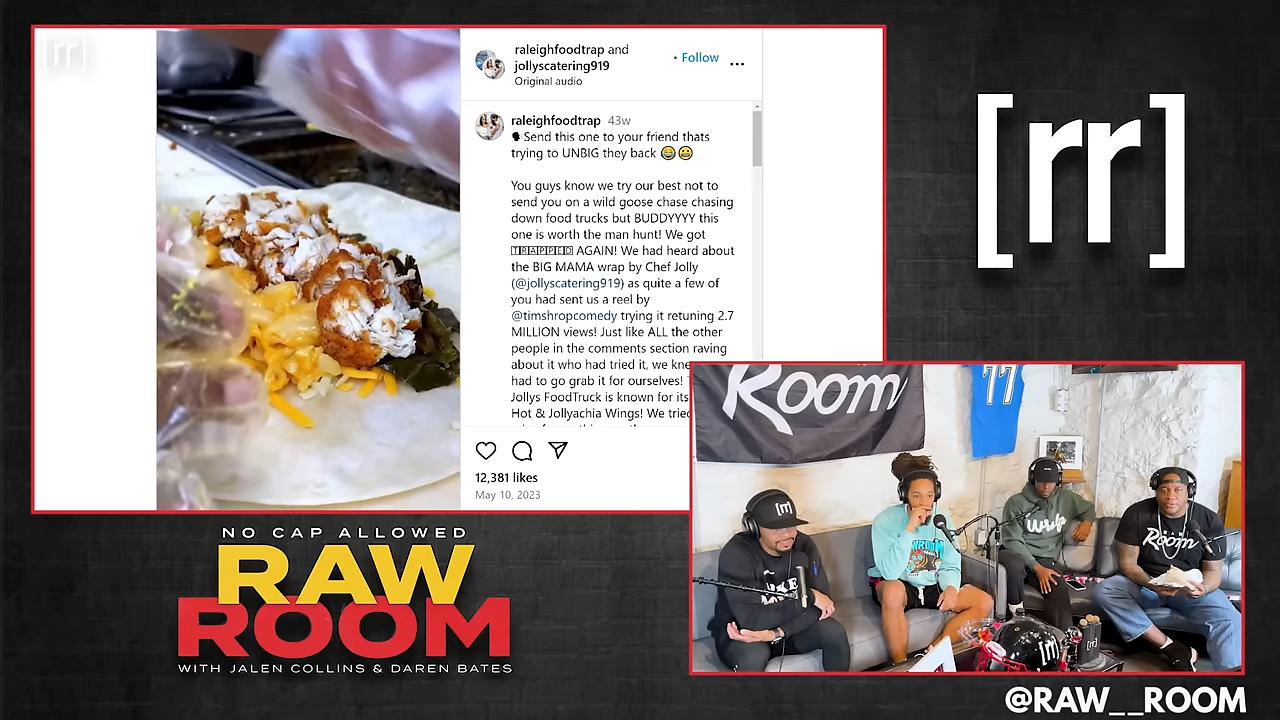 [rr]
raleighfoodtrap and
jollyscatering919
• Follow
Original audio
raleighfoodtrap 43w
🗣Send this one to your friend thats
trying to UNBIG they back 😂😬
You guys know we try our best not to
send you on a wild goose chase chasing
down food trucks but BUDDYYYY this
one is worth the man hunt! We got
🅃🅁🄰🄿🄿🄴🄳 AGAIN! We had heard about
the BIG MAMA wrap by Chef Jolly
(@jollyscatering919) as quite a few of
you had sent us a reel by
@timshropcomedy trying it retuning 2.7
MILLION views! Just like ALL the other
people in the comments section raving
about it who had tried it, we
had to go grab it for ourselves!
Jollys FoodTruck is known for its
Hot & Jollyachia Wings! We tried
12,381 likes
May 10, 2023
[rr]
Room
77
[rr]
Room
[rr]
[rr]
NO CAP ALLOWED
RAW
ROOM
WITH JALEN COLLINS & DAREN BATES
@RAW__ROOM